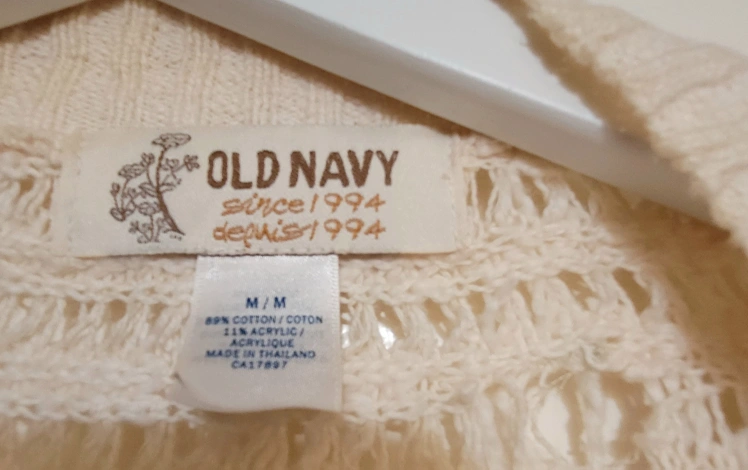 OLD NAVY
since 1994
depuis 1994
M / M
89% COTTON / COTON
11% ACRYLIC /
ACRYLIQUE
MADE IN THAILAND
CA17897